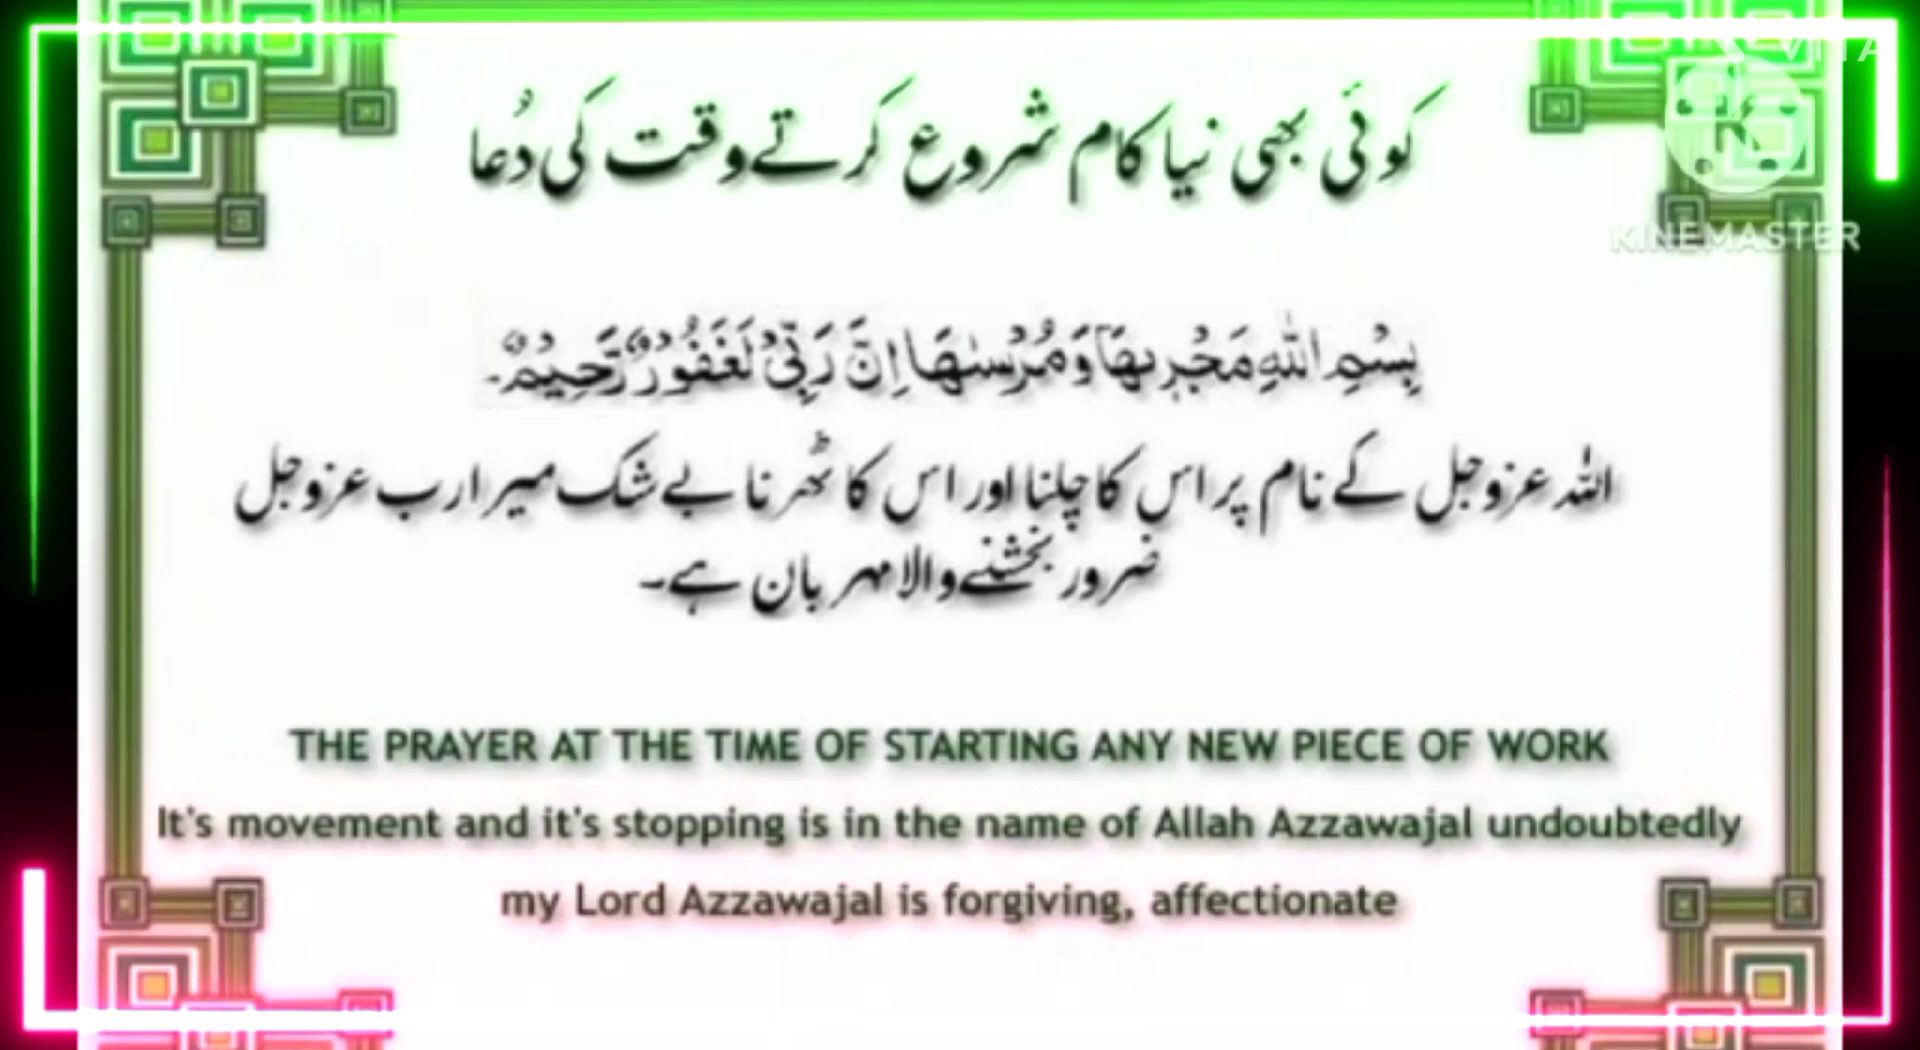 کوئی بھی نیا کام شروع کرتے وقت کی دُعا
بِسْمِ اللّٰهِ مَجْرٖىهَا وَمُرْسٰىهَا اِنَّ رَبِّیْ لَغَفُوْرٌ رَّحِیْمٌ۔
اللہ عزوجل کے نام پر اس کا چلنا اور اس کا ٹھرنا بے شک میرا رب عزوجل
ضرور بخشنے والا مہربان ہے۔
THE PRAYER AT THE TIME OF STARTING ANY NEW PIECE OF WORK
It's movement and it's stopping is in the name of Allah Azzawajal undoubtedly
my Lord Azzawajal is forgiving, affectionate
VITA
K
KINEMASTER